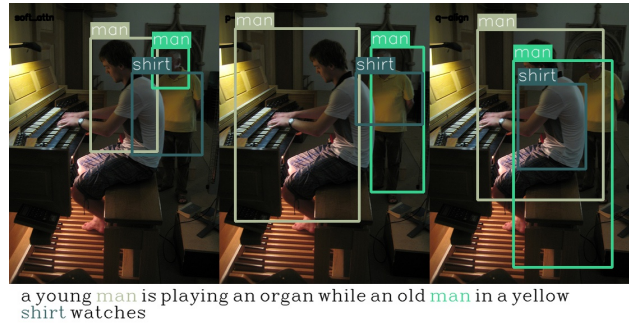 soft_attn
man
man
shirt
p-
man
man
shirt
q-align
man
man
shirt
a young man is playing an organ while an old man in a yellow
shirt watches